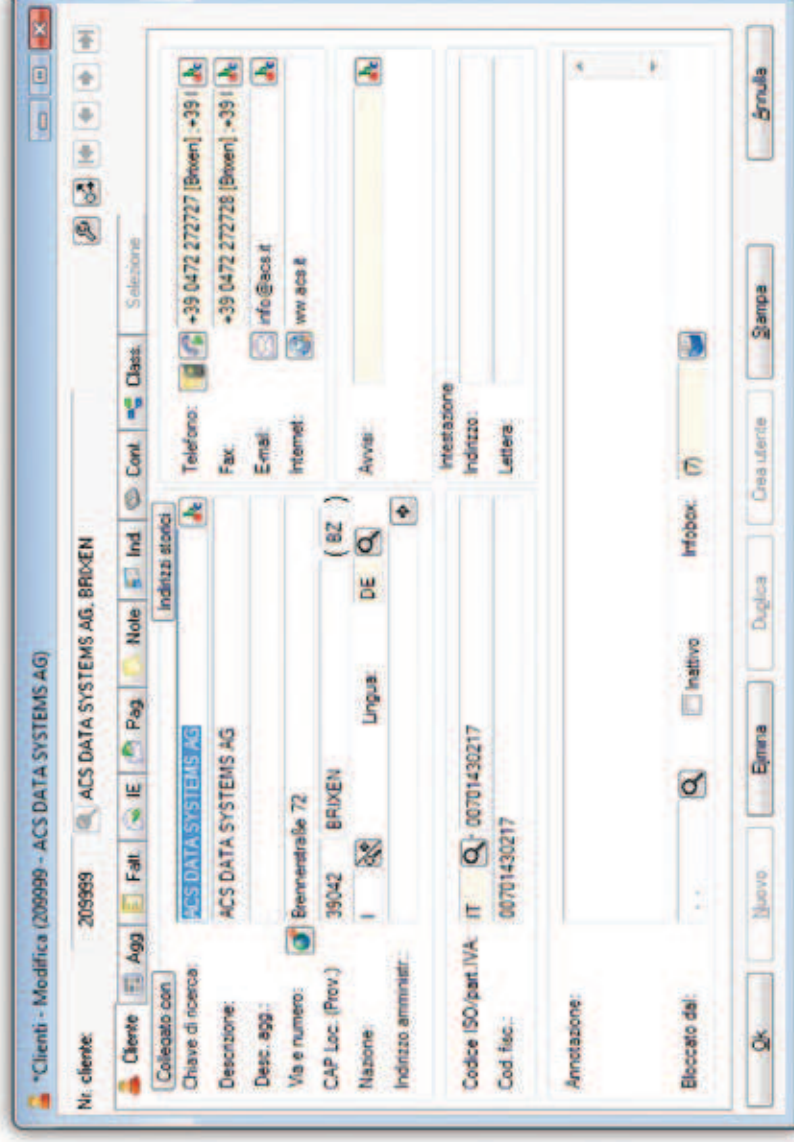 *Clienti - Modifica (209999 - ACS DATA SYSTEMS AG)
Nr. cliente: 209999 ACS DATA SYSTEMS AG, BRIXEN
Cliente Agg Fatt. IE Pag. Note Ind. Cont. Class. Selezione
Collegato con Indirizzi storici
Chiave di ricerca: ACS DATA SYSTEMS AG
Descrizione: ACS DATA SYSTEMS AG
Desc. agg.:
Via e numero: Brennerstraße 72
CAP Loc. (Prov.) 39042 BRIXEN ( BZ )
Nazione: I Lingua: DE
Indirizzo amministr.:
Telefono: +39 0472 272727 [Brixen] :+39 I
Fax: +39 0472 272728 [Brixen] :+39 I
E-mail: info@acs.it
Internet: ww.acs.it
Avvisi:
Codice ISO/part.IVA: IT - 00701430217
Cod fisc.: 00701430217
Intestazione
Indirizzo:
Lettera:
Annotazione:
Bloccato dal: . . Inattivo Infobox: (7)
Ok Nuovo Elimina Duplica Crea utente Stampa Annulla